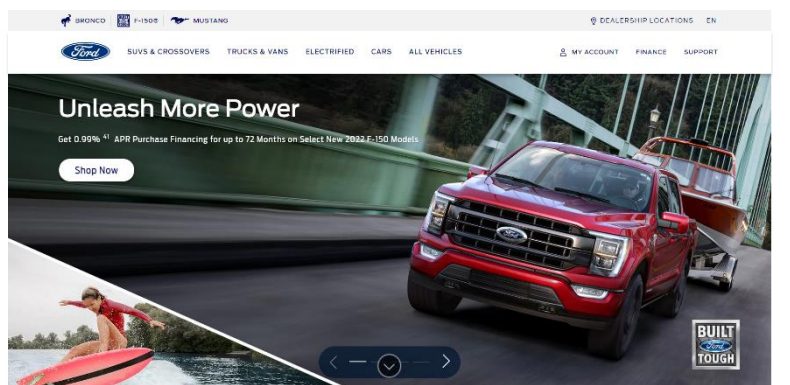 BRONCO F-150® MUSTANG DEALERSHIP LOCATIONS EN
Ford SUVS & CROSSOVERS TRUCKS & VANS ELECTRIFIED CARS ALL VEHICLES MY ACCOUNT FINANCE SUPPORT
Unleash More Power
Get 0.99% 41 APR Purchase Financing for up to 72 Months on Select New 2022 F-150 Models
Shop Now
Ford
BUILT
Ford
TOUGH